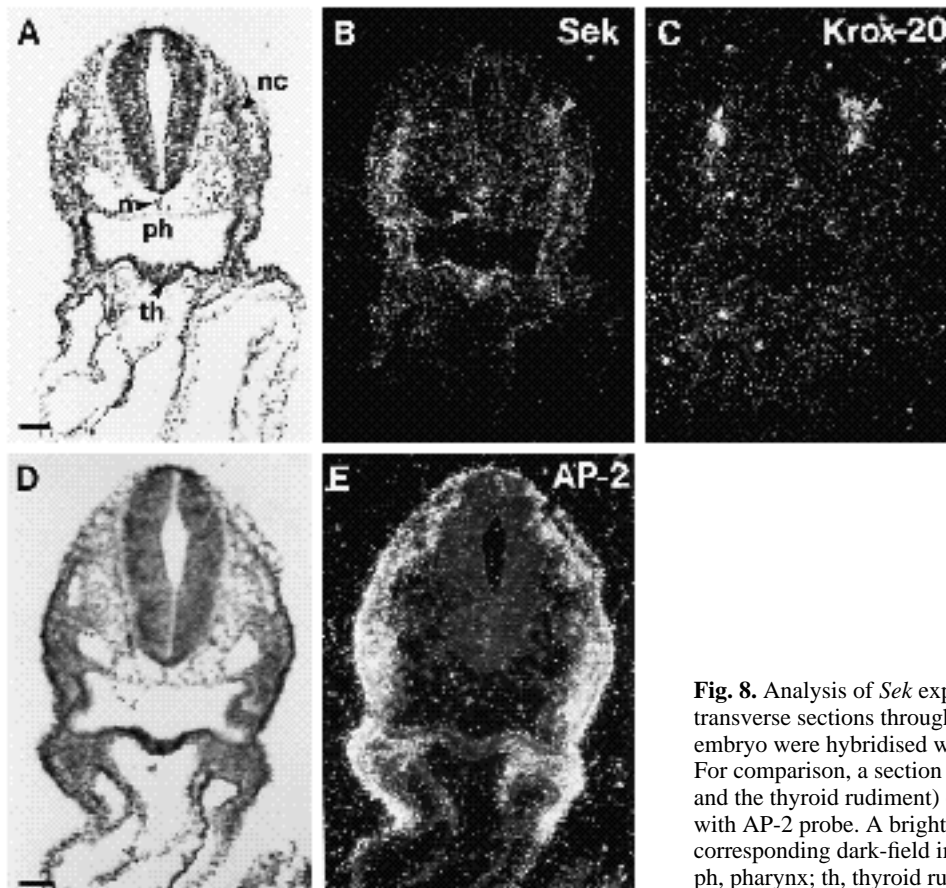 A
nc
n
ph
th
B Sek
C Krox-20
D
E AP-2
Fig. 8. Analysis of Sek exp
transverse sections through
embryo were hybridised w
For comparison, a section
and the thyroid rudiment)
with AP-2 probe. A bright
corresponding dark-field in
ph, pharynx; th, thyroid ru